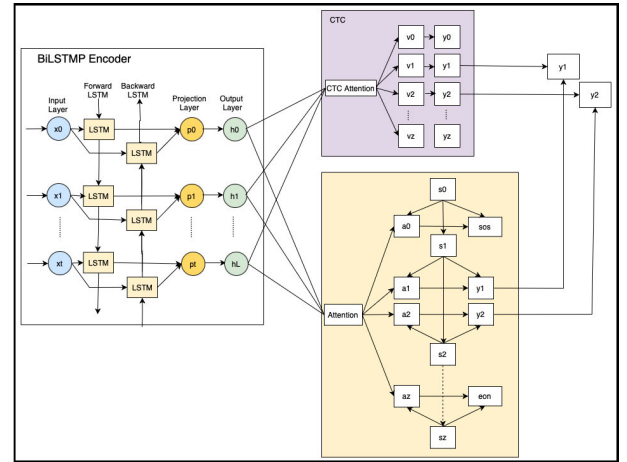 CTC
BiLSTMP Encoder
Forward
LSTM
Backward
LSTM
Input
Layer
Projection
Layer
Output
Layer
x0
LSTM
LSTM
p0
h0
x1
LSTM
LSTM
p1
h1
xt
LSTM
LSTM
pt
hL
CTC Attention
v0
y0
v1
y1
v2
y2
vz
yz
y1
y2
Attention
s0
a0
sos
s1
a1
y1
a2
y2
s2
az
eon
sz